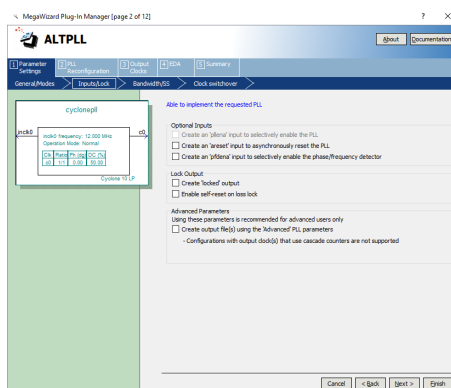 MegaWizard Plug-In Manager [page 2 of 12]
? ×
ALTPLL
About Documentation
1 Parameter Settings 2 PLL Reconfiguration 3 Output Clocks 4 EDA 5 Summary
General/Modes Inputs/Lock Bandwidth/SS Clock switchover
cyclonepll
inclk0 c0
inclk0 frequency: 12.000 MHz
Operation Mode: Normal
Clk Ratio Ph (dg) DC (%)
c0 1/1 0.00 50.00
Cyclone 10 LP
Able to implement the requested PLL
Optional Inputs
Create an 'pllena' input to selectively enable the PLL
Create an 'areset' input to asynchronously reset the PLL
Create an 'pfdena' input to selectively enable the phase/frequency detector
Lock Output
Create 'locked' output
Enable self-reset on loss lock
Advanced Parameters
Using these parameters is recommended for advanced users only
Create output file(s) using the 'Advanced' PLL parameters
- Configurations with output clock(s) that use cascade counters are not supported
Cancel < Back Next > Finish